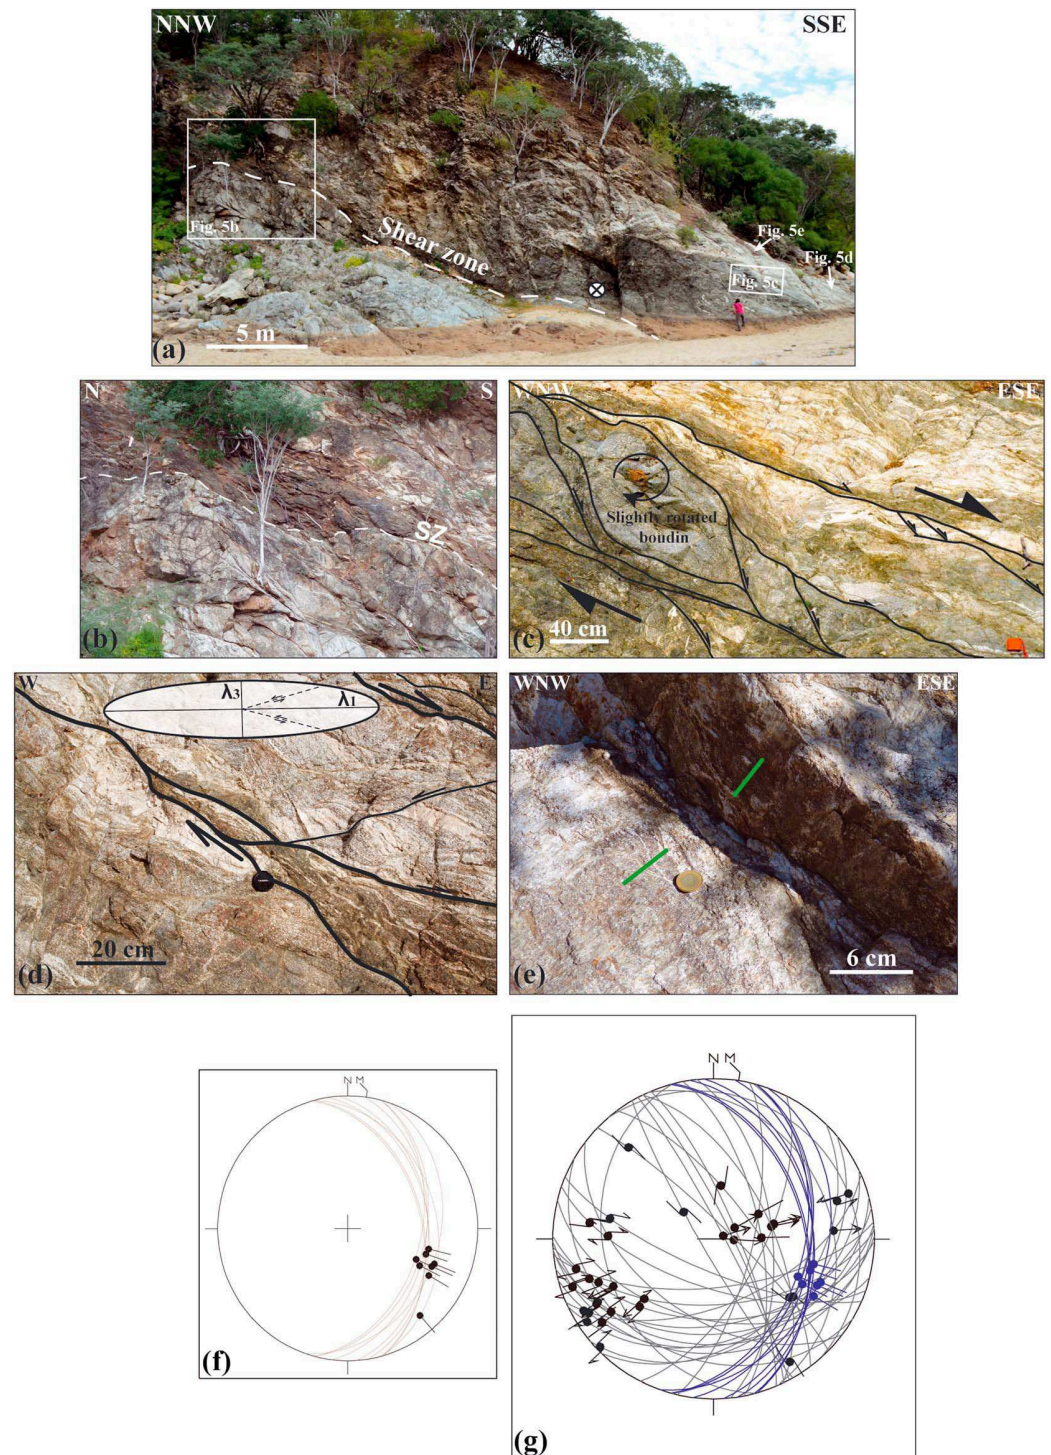 NNW SSE
Fig. 5b
Shear zone
Fig. 5e
Fig. 5d
Fig. 5c
5 m
(a)
N S
SZ
(b)
WNW ESE
Slightly rotated
boudin
40 cm
(c)
W E
λ3 λ1
20 cm
(d)
WNW ESE
6 cm
(e)
N M
(f)
N M
(g)